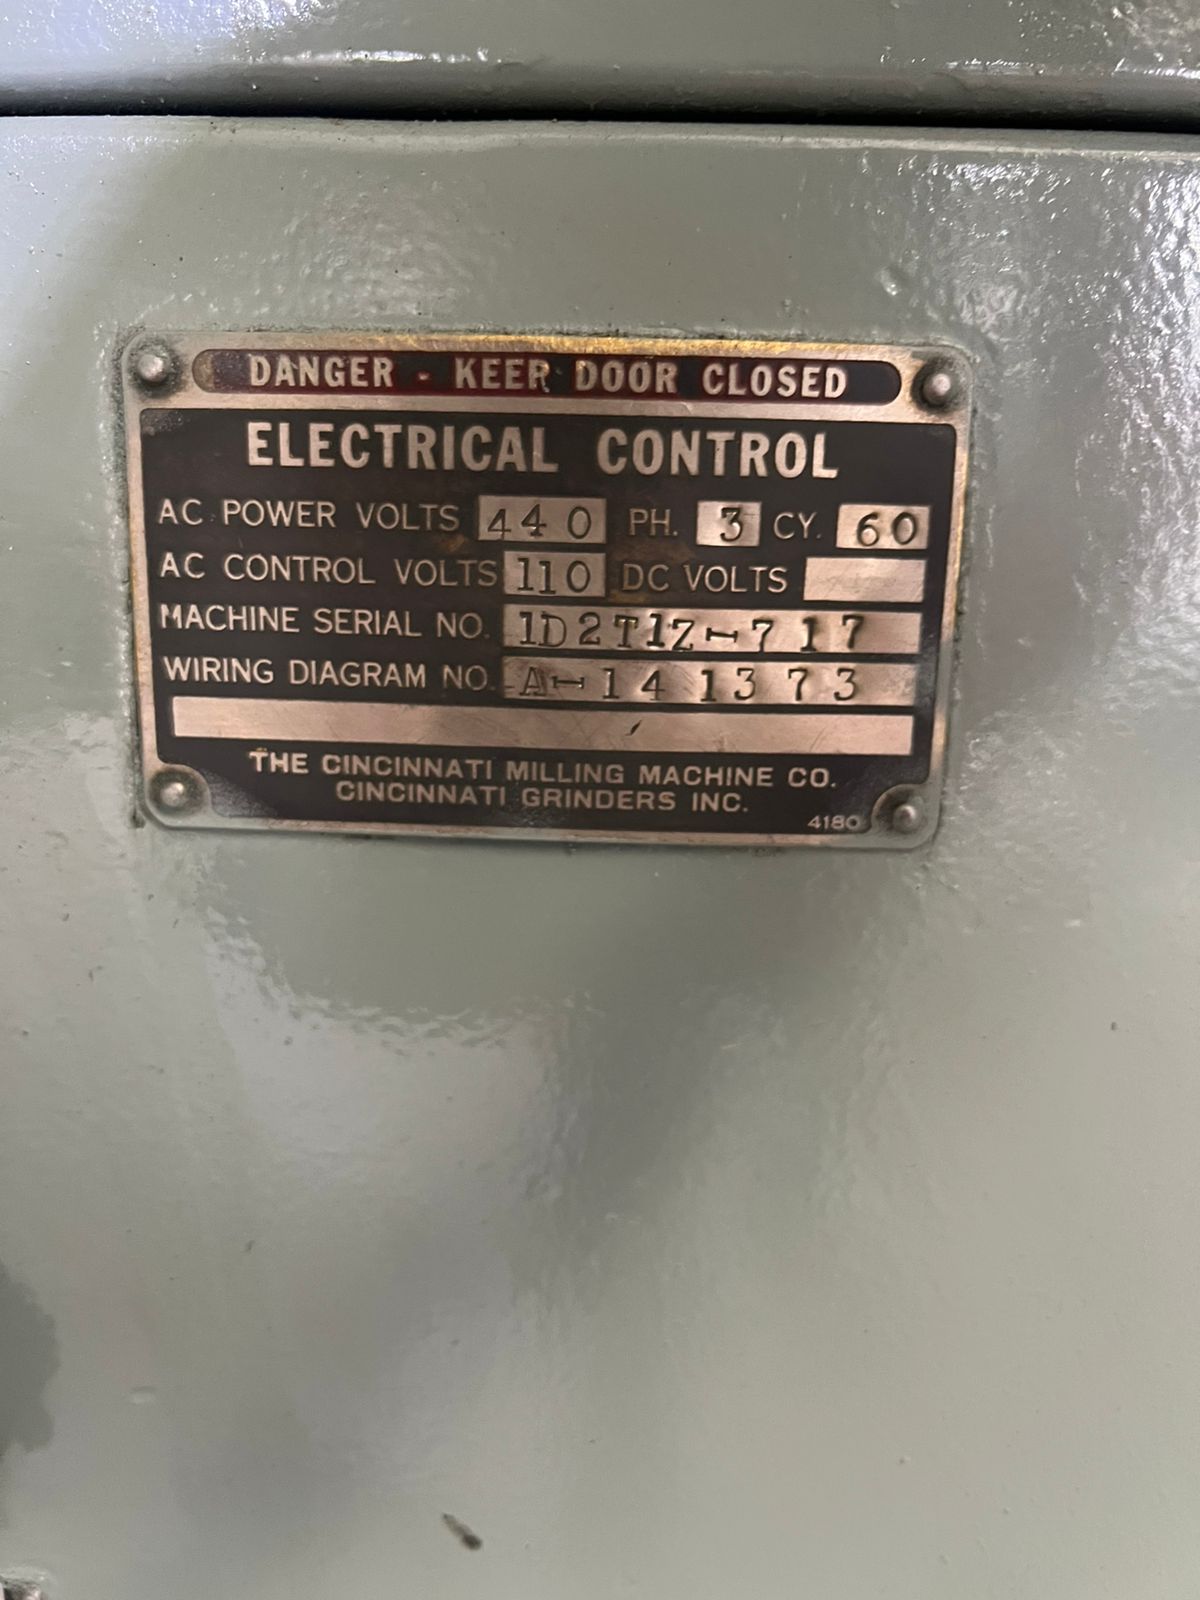 DANGER - KEEP DOOR CLOSED
ELECTRICAL CONTROL
AC POWER VOLTS 440 PH. 3 CY. 60
AC CONTROL VOLTS 110 DC VOLTS
MACHINE SERIAL NO. 1D2T1Z-717
WIRING DIAGRAM NO. A-141373
THE CINCINNATI MILLING MACHINE CO.
CINCINNATI GRINDERS INC.
4180